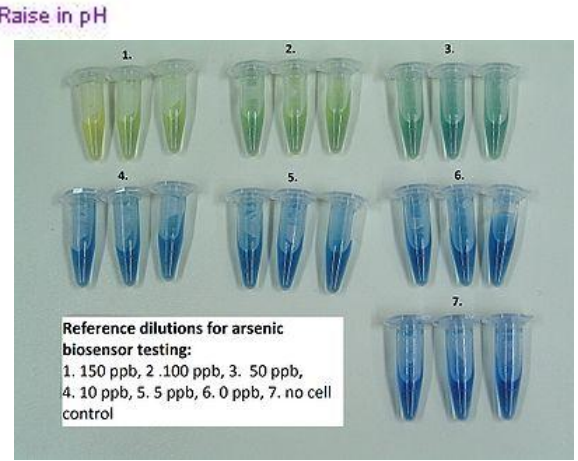 Raise in pH
1.
2.
3.
4.
5.
6.
7.
Reference dilutions for arsenic
biosensor testing:
1. 150 ppb, 2 .100 ppb, 3.  50 ppb,
4. 10 ppb, 5. 5 ppb, 6. 0 ppb, 7. no cell
control